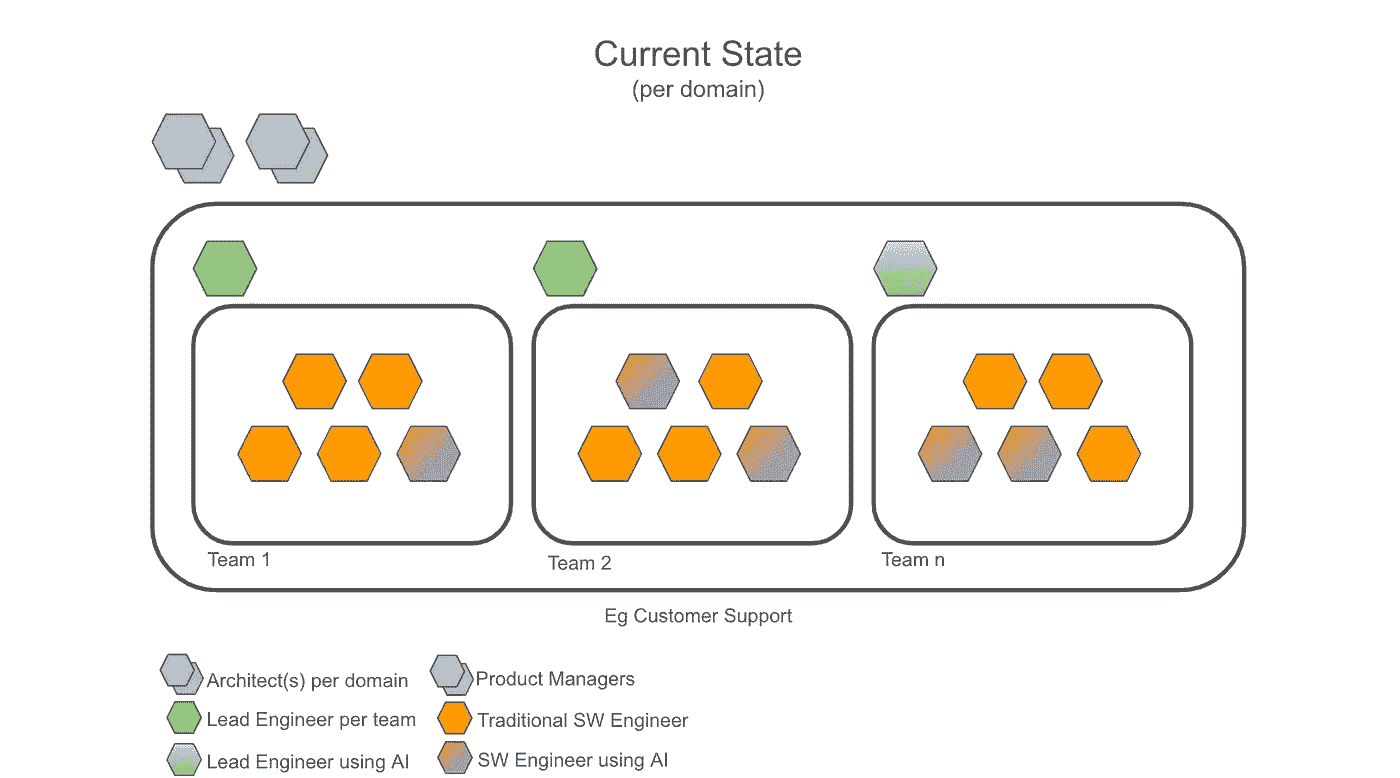 Current State
(per domain)
Team 1
Team 2
Team n
Eg Customer Support
Architect(s) per domain
Product Managers
Lead Engineer per team
Traditional SW Engineer
Lead Engineer using AI
SW Engineer using AI